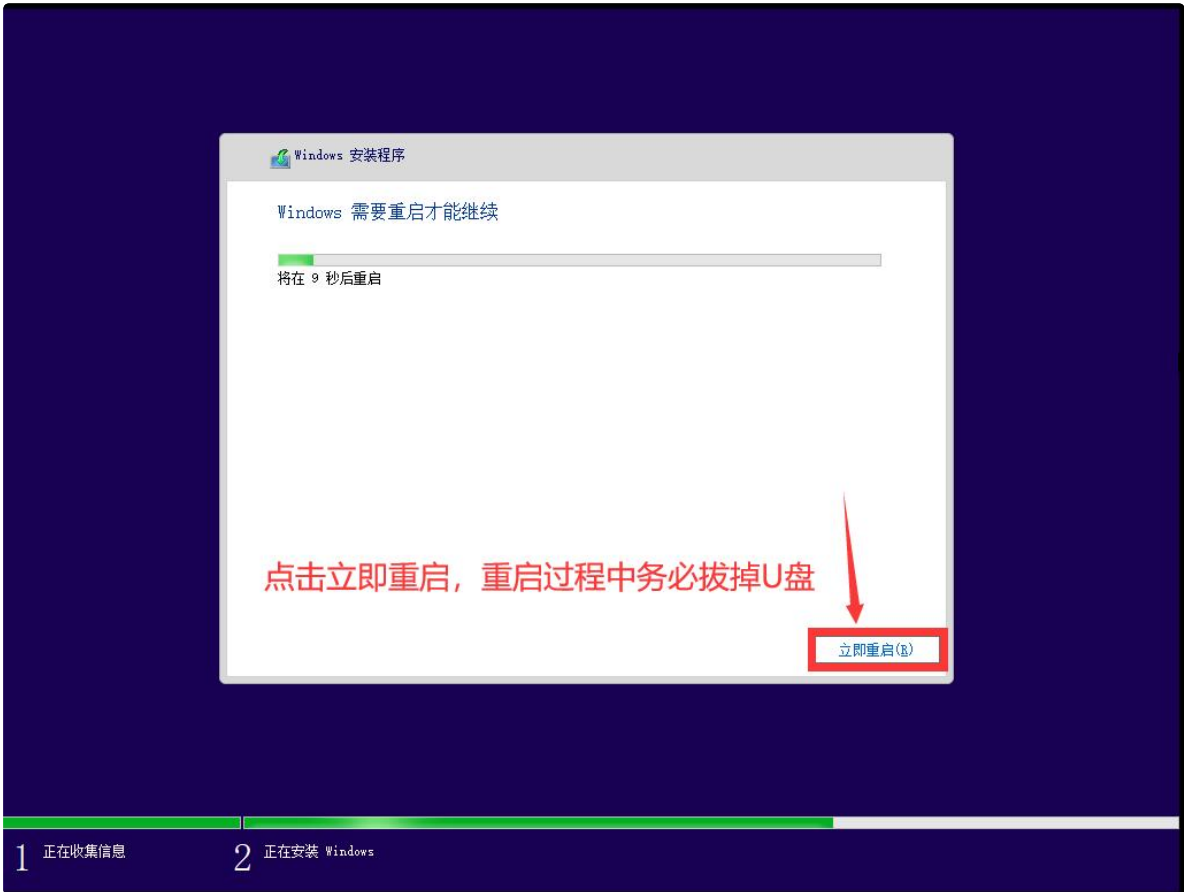 Windows 安装程序
Windows 需要重启才能继续
将在 9 秒后重启
点击立即重启，重启过程中务必拔掉U盘
立即重启(R)
1 正在收集信息
2 正在安装 Windows